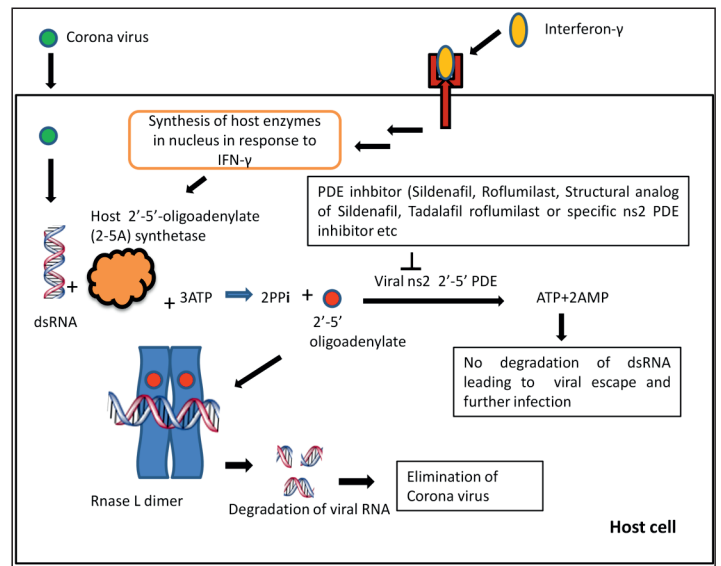 Corona virus
Interferon-γ
Synthesis of host enzymes
in nucleus in response to
IFN-γ
PDE inhbitor (Sildenafil, Roflumilast, Structural analog
of Sildenafil, Tadalafil roflumilast or specific ns2 PDE
inhibitor etc
Host 2’-5’-oligoadenylate
(2-5A) synthetase
+
dsRNA
+ 3ATP
2PPi +
2’-5’
oligoadenylate
Viral ns2 2’-5’ PDE
ATP+2AMP
No degradation of dsRNA
leading to viral escape and
further infection
Rnase L dimer
Degradation of viral RNA
Elimination of
Corona virus
Host cell